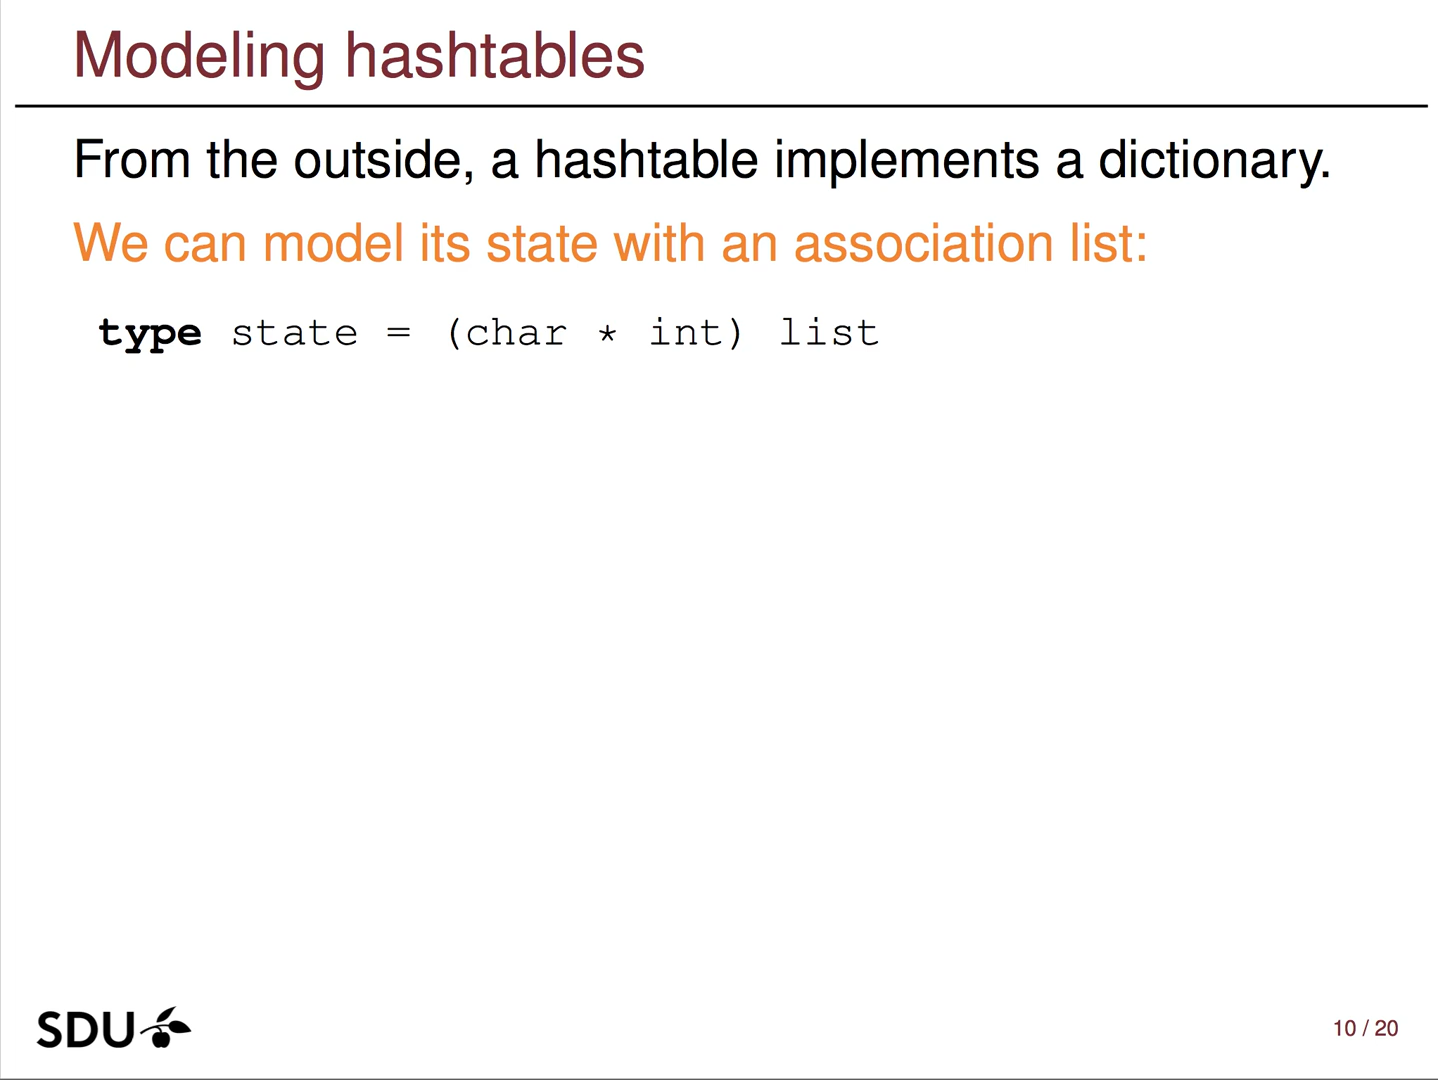 Modeling hashtables
From the outside, a hashtable implements a dictionary.
We can model its state with an association list:
type state = (char * int) list
SDU
10 / 20